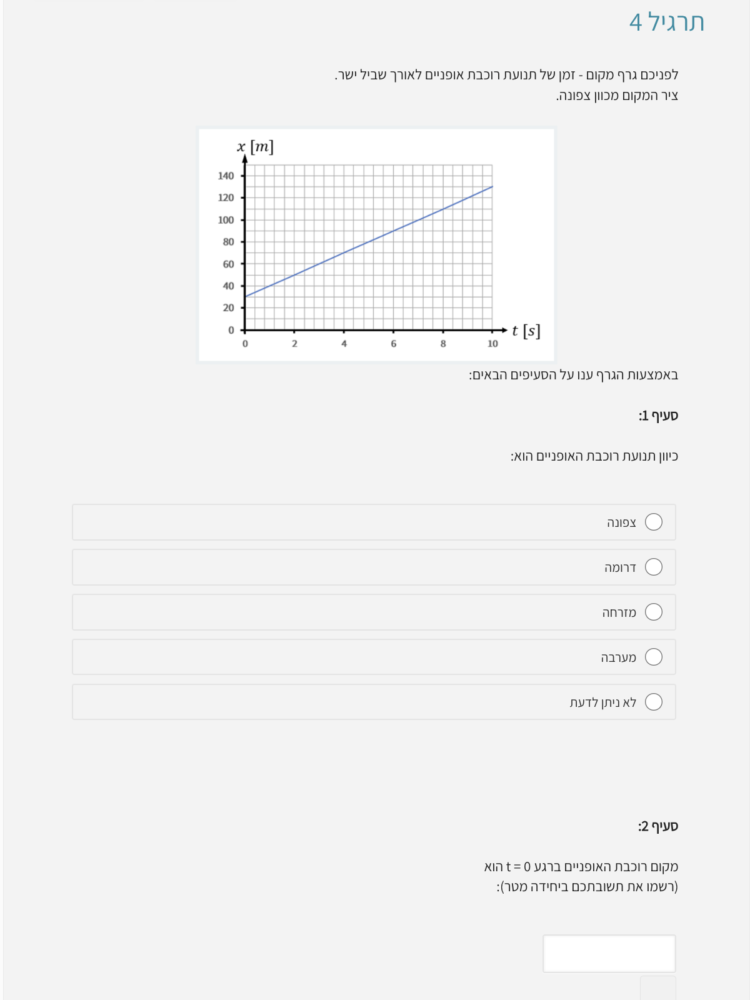 תרגיל 4
לפניכם גרף מקום - זמן של תנועת רוכבת אופניים לאורך שביל ישר.
ציר המקום מכוון צפונה.
x [m]
140
120
100
80
60
40
20
0
0 2 4 6 8 10
t [s]
באמצעות הגרף ענו על הסעיפים הבאים:
סעיף 1:
כיוון תנועת רוכבת האופניים הוא:
צפונה
דרומה
מזרחה
מערבה
לא ניתן לדעת
סעיף 2:
מקום רוכבת האופניים ברגע t = 0 הוא
(רשמו את תשובתכם ביחידה מטר):